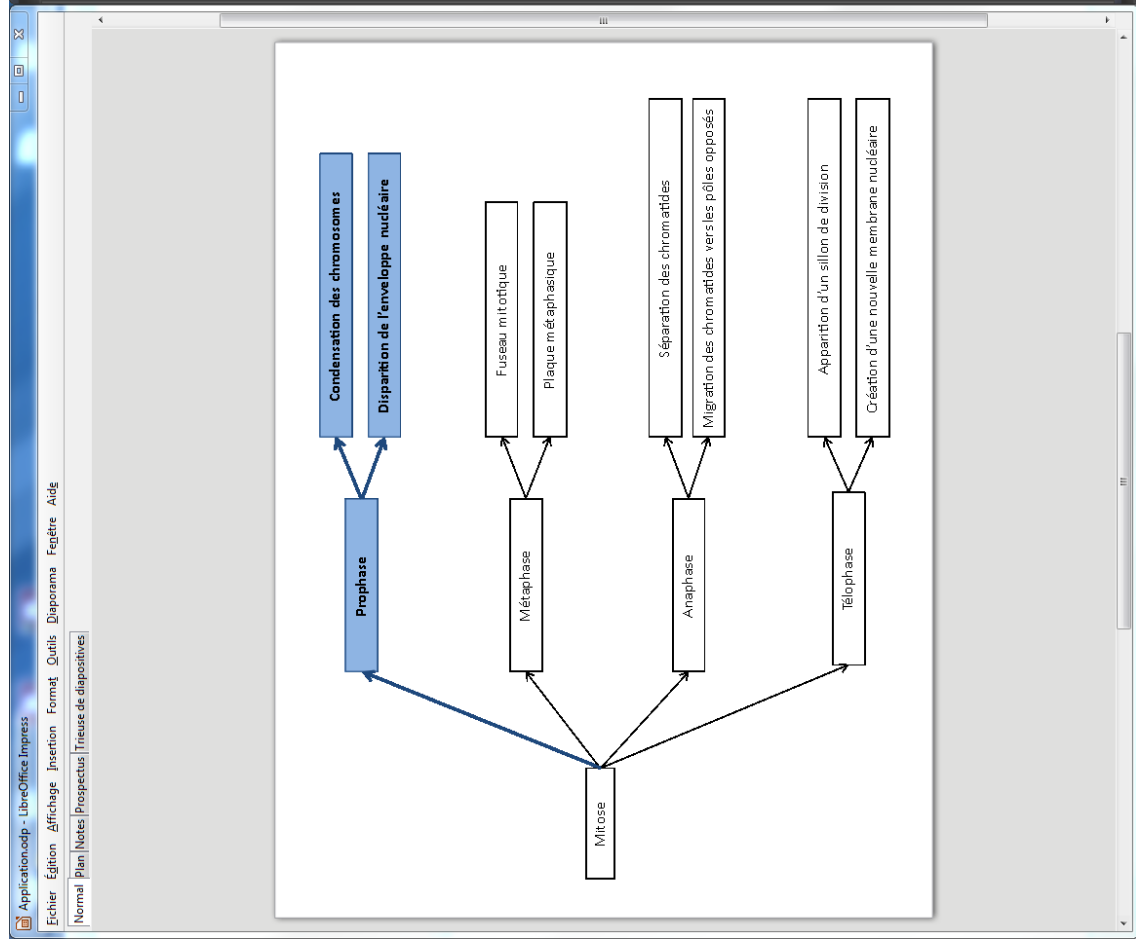 Application.odp - LibreOffice Impress
Fichier Édition Affichage Insertion Format Outils Diaporama Fenêtre Aide
Normal Plan Notes Prospectus Trieuse de diapositives
Mitose
Prophase
Condensation des chromosomes
Disparition de l'enveloppe nucléaire
Métaphase
Fuseau mitotique
Plaque métaphasique
Anaphase
Séparation des chromatides
Migration des chromatides vers les pôles opposés
Télophase
Apparition d'un sillon de division
Création d'une nouvelle membrane nucléaire